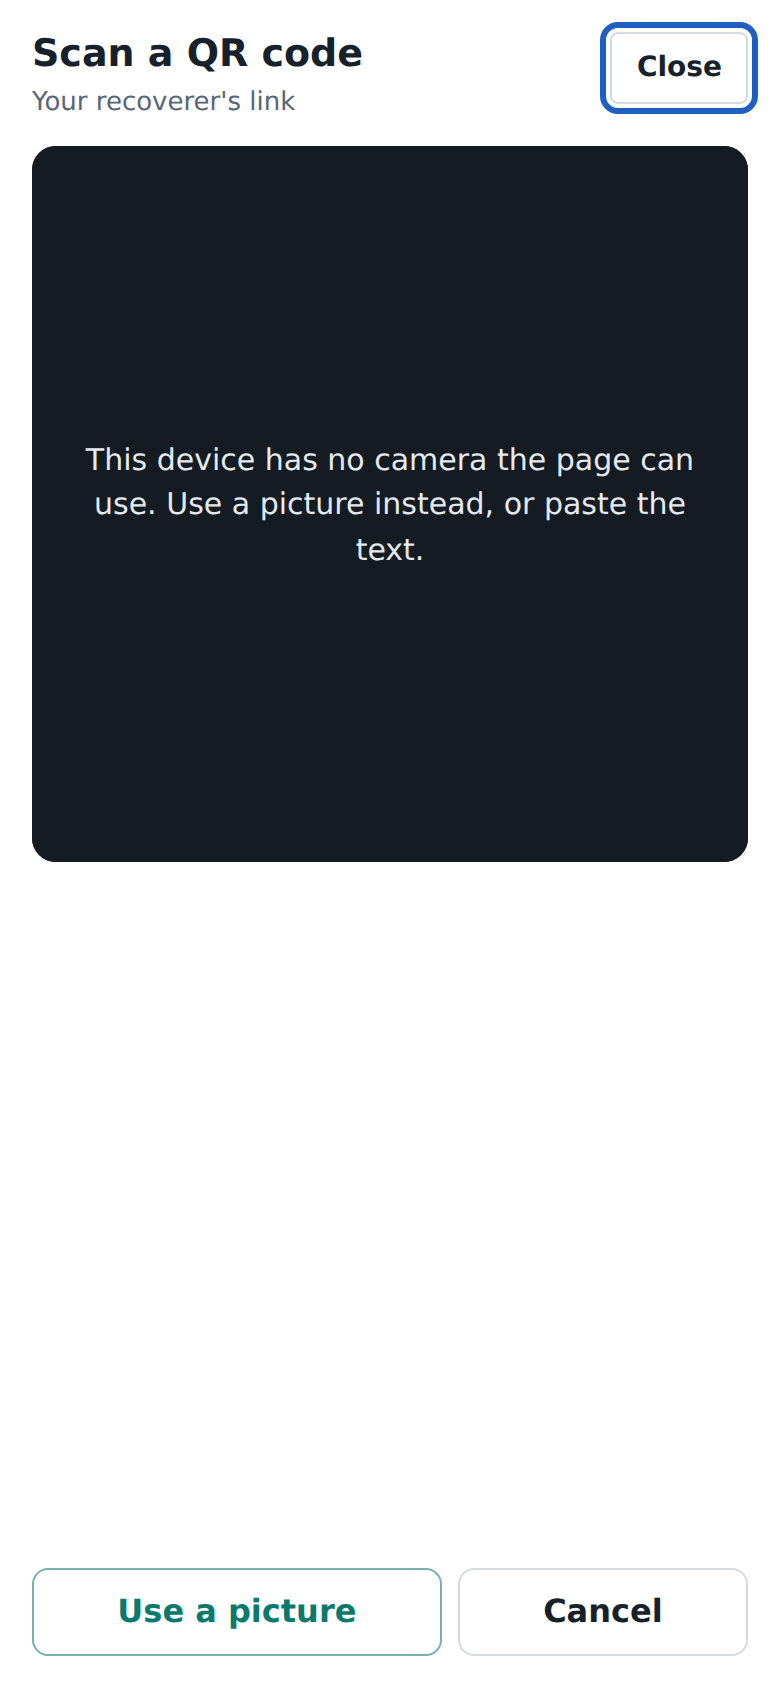 Scan a QR code
Your recoverer's link
Close
This device has no camera the page can
use. Use a picture instead, or paste the
text.
Use a picture
Cancel